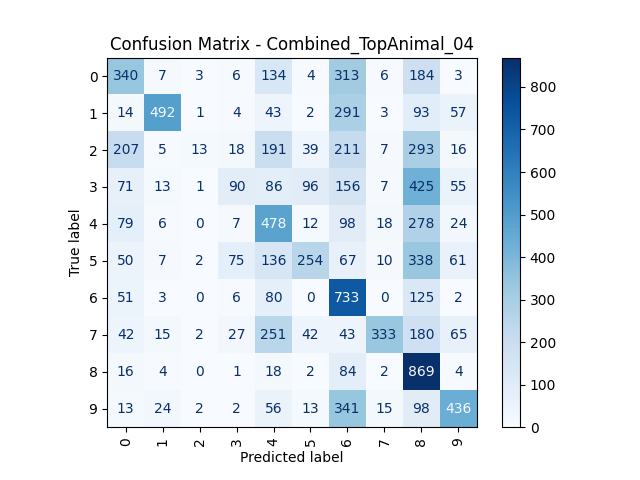 Confusion Matrix - Combined_TopAnimal_04
0 340 7 3 6 134 4 313 6 184 3
1 14 492 1 4 43 2 291 3 93 57
2 207 5 13 18 191 39 211 7 293 16
3 71 13 1 90 86 96 156 7 425 55
4 79 6 0 7 478 12 98 18 278 24
5 50 7 2 75 136 254 67 10 338 61
6 51 3 0 6 80 0 733 0 125 2
7 42 15 2 27 251 42 43 333 180 65
8 16 4 0 1 18 2 84 2 869 4
9 13 24 2 2 56 13 341 15 98 436
0 1 2 3 4 5 6 7 8 9
Predicted label
True label
800
700
600
500
400
300
200
100
0